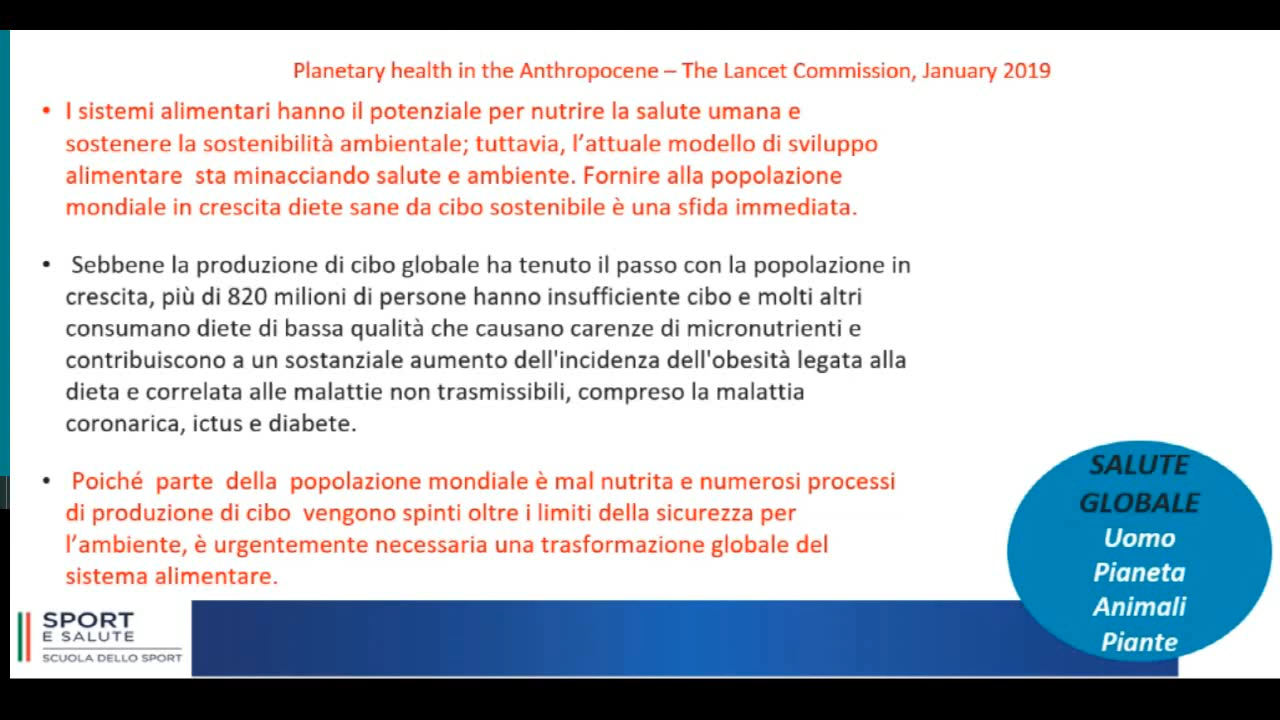 Planetary health in the Anthropocene – The Lancet Commission, January 2019
• I sistemi alimentari hanno il potenziale per nutrire la salute umana e
sostenere la sostenibilità ambientale; tuttavia, l’attuale modello di sviluppo
alimentare sta minacciando salute e ambiente. Fornire alla popolazione
mondiale in crescita diete sane da cibo sostenibile è una sfida immediata.
• Sebbene la produzione di cibo globale ha tenuto il passo con la popolazione in
crescita, più di 820 milioni di persone hanno insufficiente cibo e molti altri
consumano diete di bassa qualità che causano carenze di micronutrienti e
contribuiscono a un sostanziale aumento dell'incidenza dell'obesità legata alla
dieta e correlata alle malattie non trasmissibili, compreso la malattia
coronarica, ictus e diabete.
• Poiché parte della popolazione mondiale è mal nutrita e numerosi processi
di produzione di cibo vengono spinti oltre i limiti della sicurezza per
l’ambiente, è urgentemente necessaria una trasformazione globale del
sistema alimentare.
SALUTE
GLOBALE
Uomo
Pianeta
Animali
Piante
SPORT
E SALUTE
SCUOLA DELLO SPORT